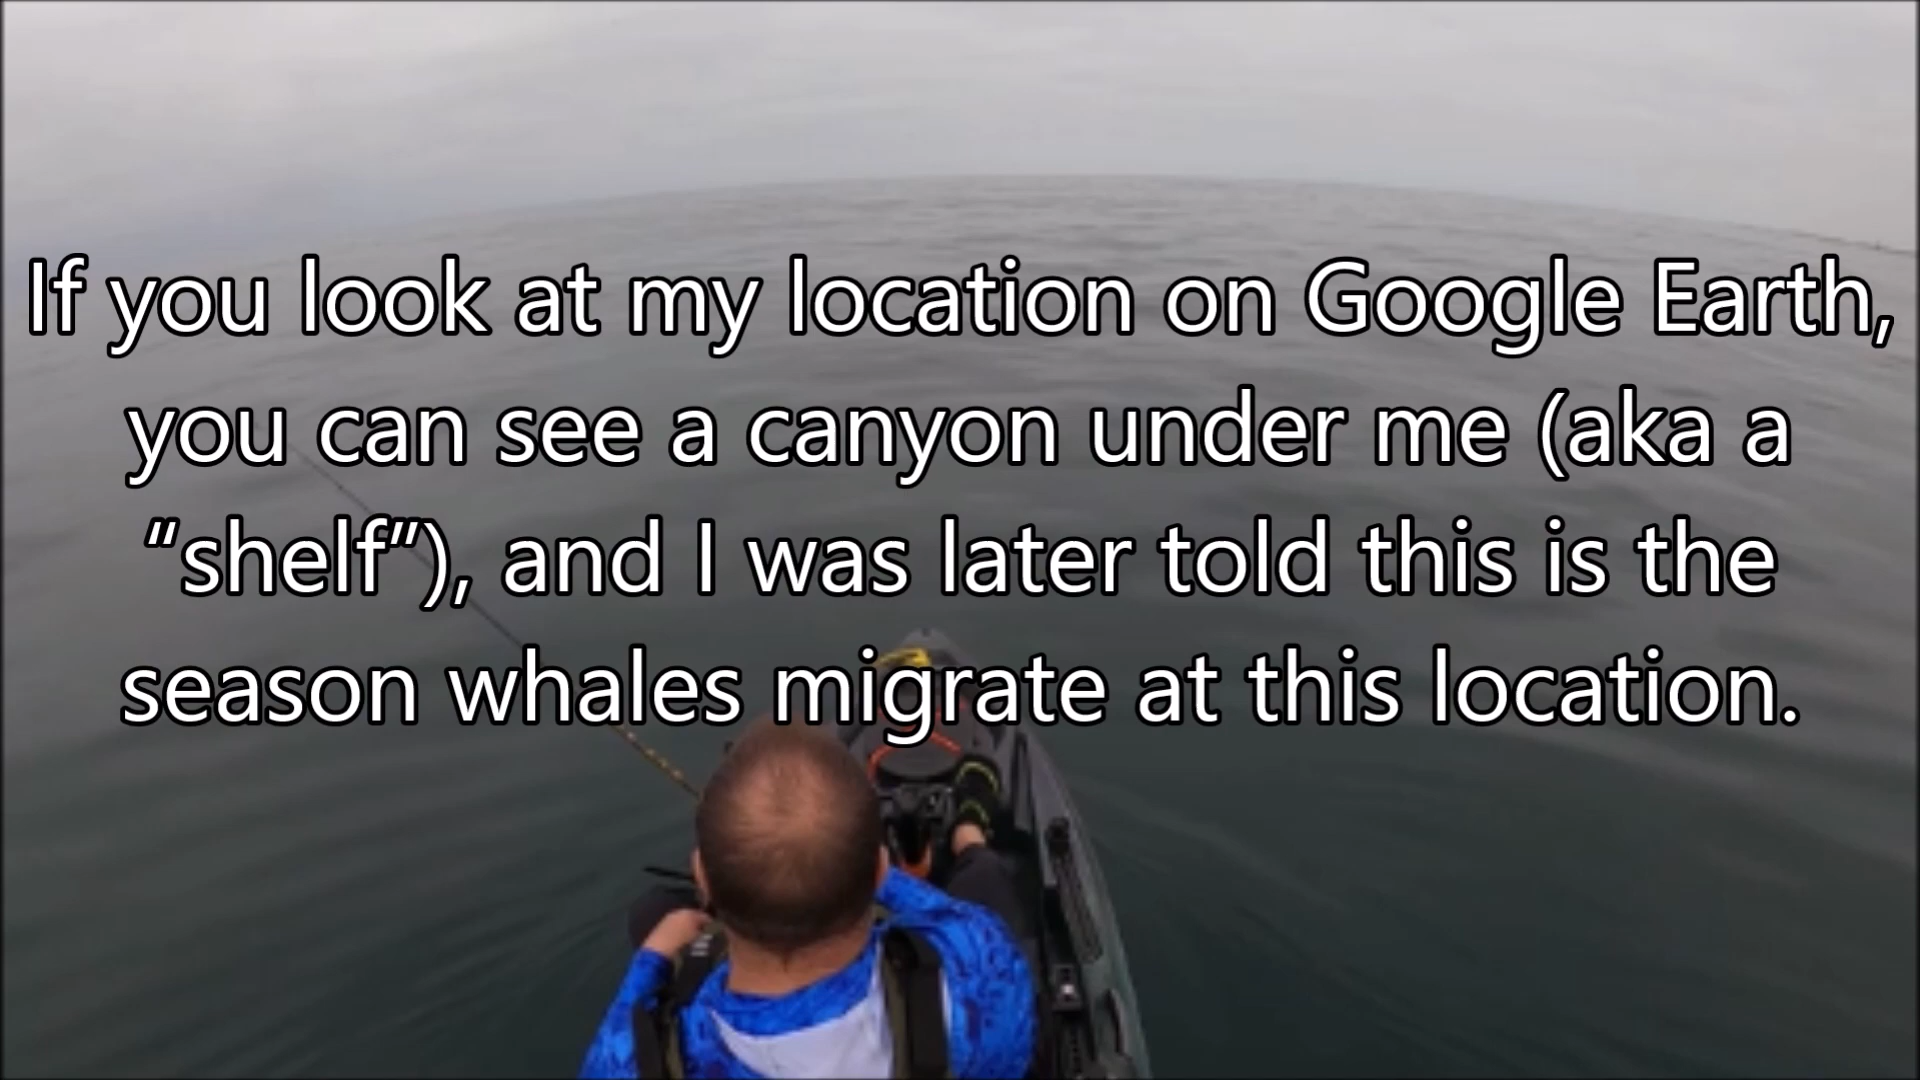 If you look at my location on Google Earth,
you can see a canyon under me (aka a
“shelf”), and I was later told this is the
season whales migrate at this location.